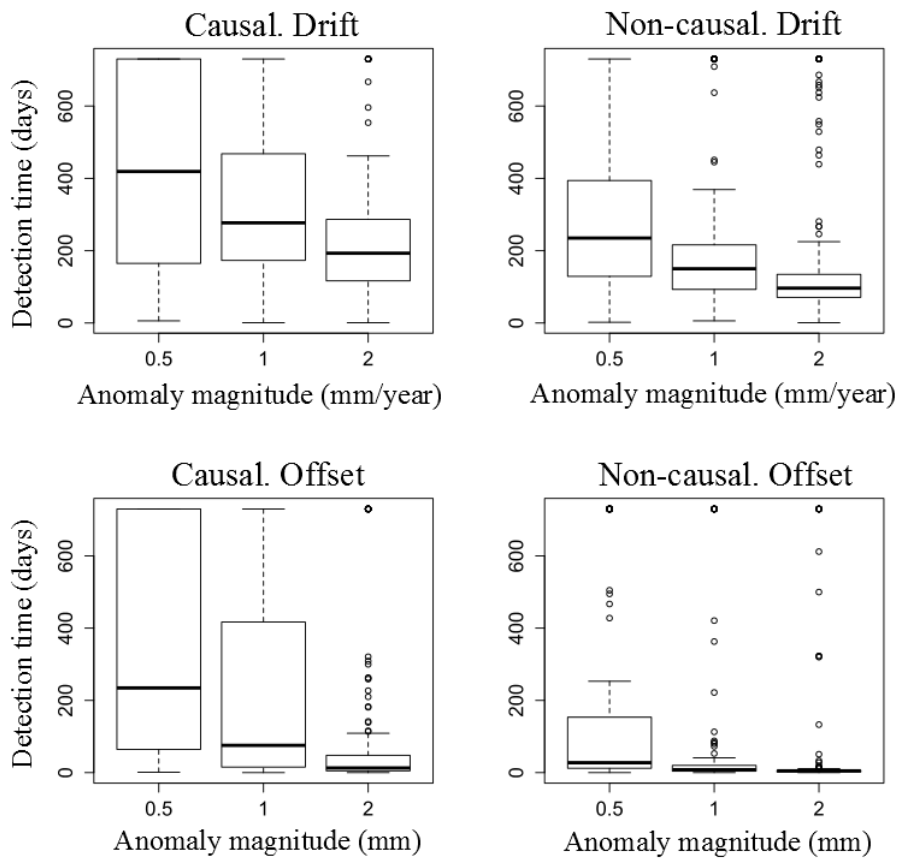 Causal. Drift
Non-causal. Drift
Detection time (days)
0
200
400
600
0
200
400
600
0.5
1
2
0.5
1
2
Anomaly magnitude (mm/year)
Anomaly magnitude (mm/year)
Causal. Offset
Non-causal. Offset
Detection time (days)
0
200
400
600
0
200
400
600
0.5
1
2
0.5
1
2
Anomaly magnitude (mm)
Anomaly magnitude (mm)